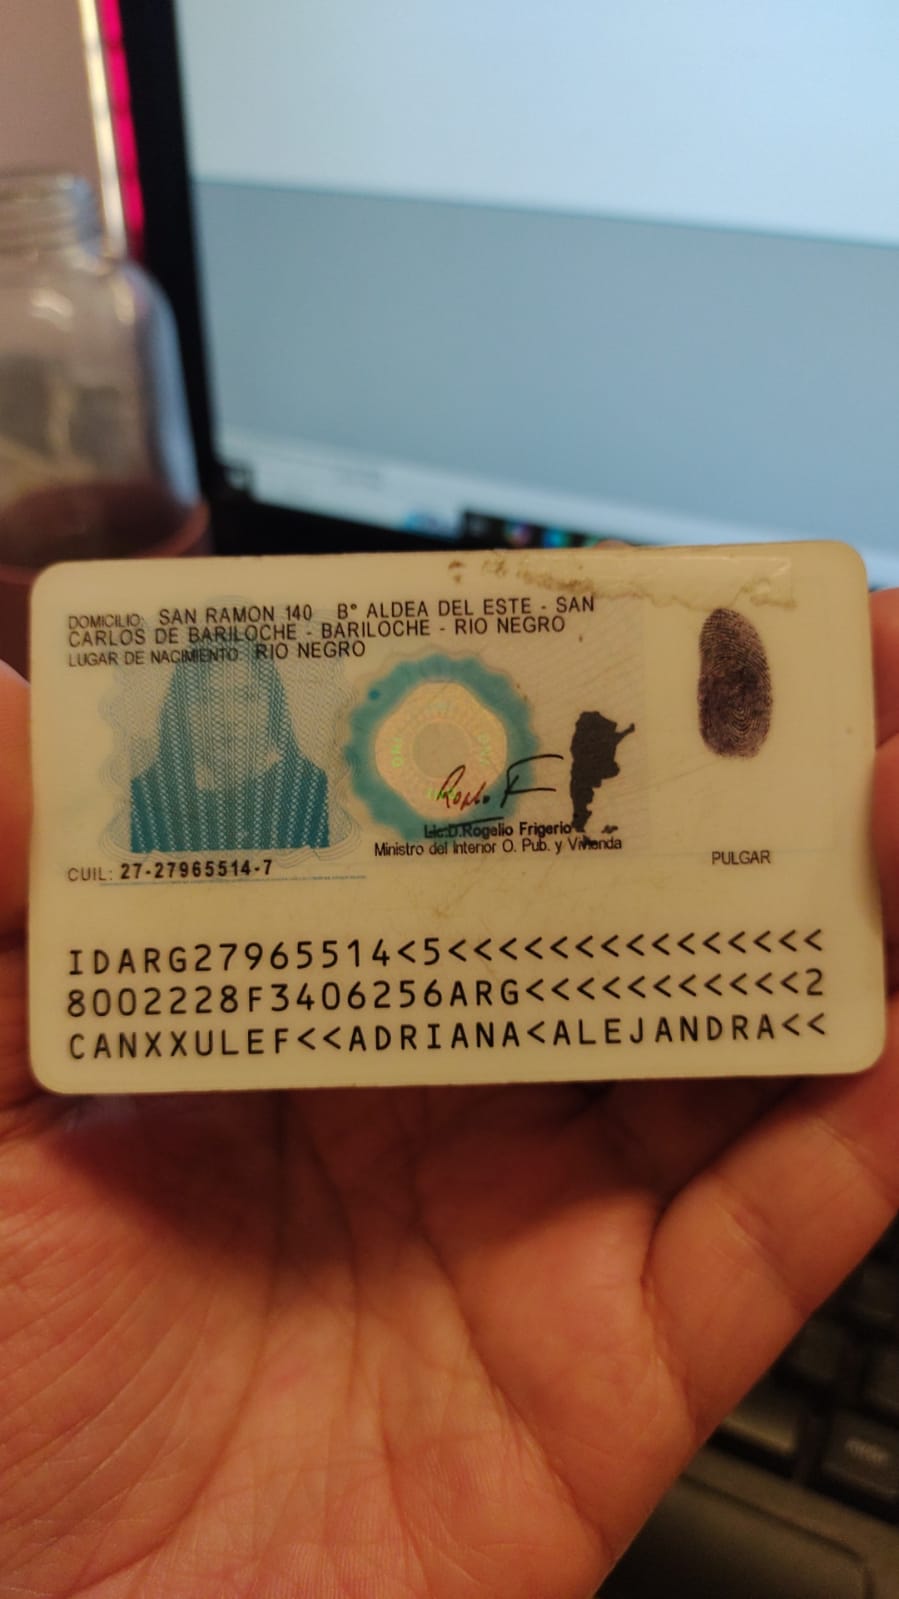 DOMICILIO: SAN RAMON 140 B° ALDEA DEL ESTE - SAN
CARLOS DE BARILOCHE - BARILOCHE - RIO NEGRO
LUGAR DE NACIMIENTO: RIO NEGRO
Lic.D.Rogelio Frigerio
Ministro del Interior O. Pub. y Vivienda
PULGAR
CUIL: 27-27965514-7
IDARG27965514<5<<<<<<<<<<<<<<<
8002228F3406256ARG<<<<<<<<<<<2
CANXXULEF<<ADRIANA<ALEJANDRA<<